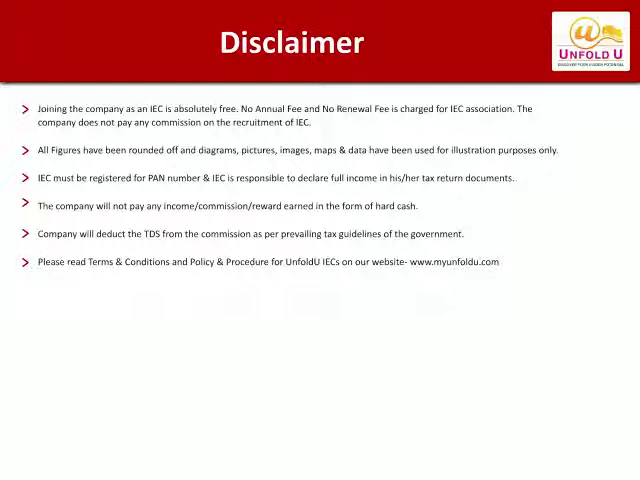 Disclaimer
UNFOLD U
DISCOVER YOUR HIDDEN POTENTIAL
Joining the company as an IEC is absolutely free. No Annual Fee and No Renewal Fee is charged for IEC association. The
company does not pay any commission on the recruitment of IEC.
All Figures have been rounded off and diagrams, pictures, images, maps & data have been used for illustration purposes only.
IEC must be registered for PAN number & IEC is responsible to declare full income in his/her tax return documents.
The company will not pay any income/commission/reward earned in the form of hard cash.
Company will deduct the TDS from the commission as per prevailing tax guidelines of the government.
Please read Terms & Conditions and Policy & Procedure for UnfoldU IECs on our website- www.myunfoldu.com